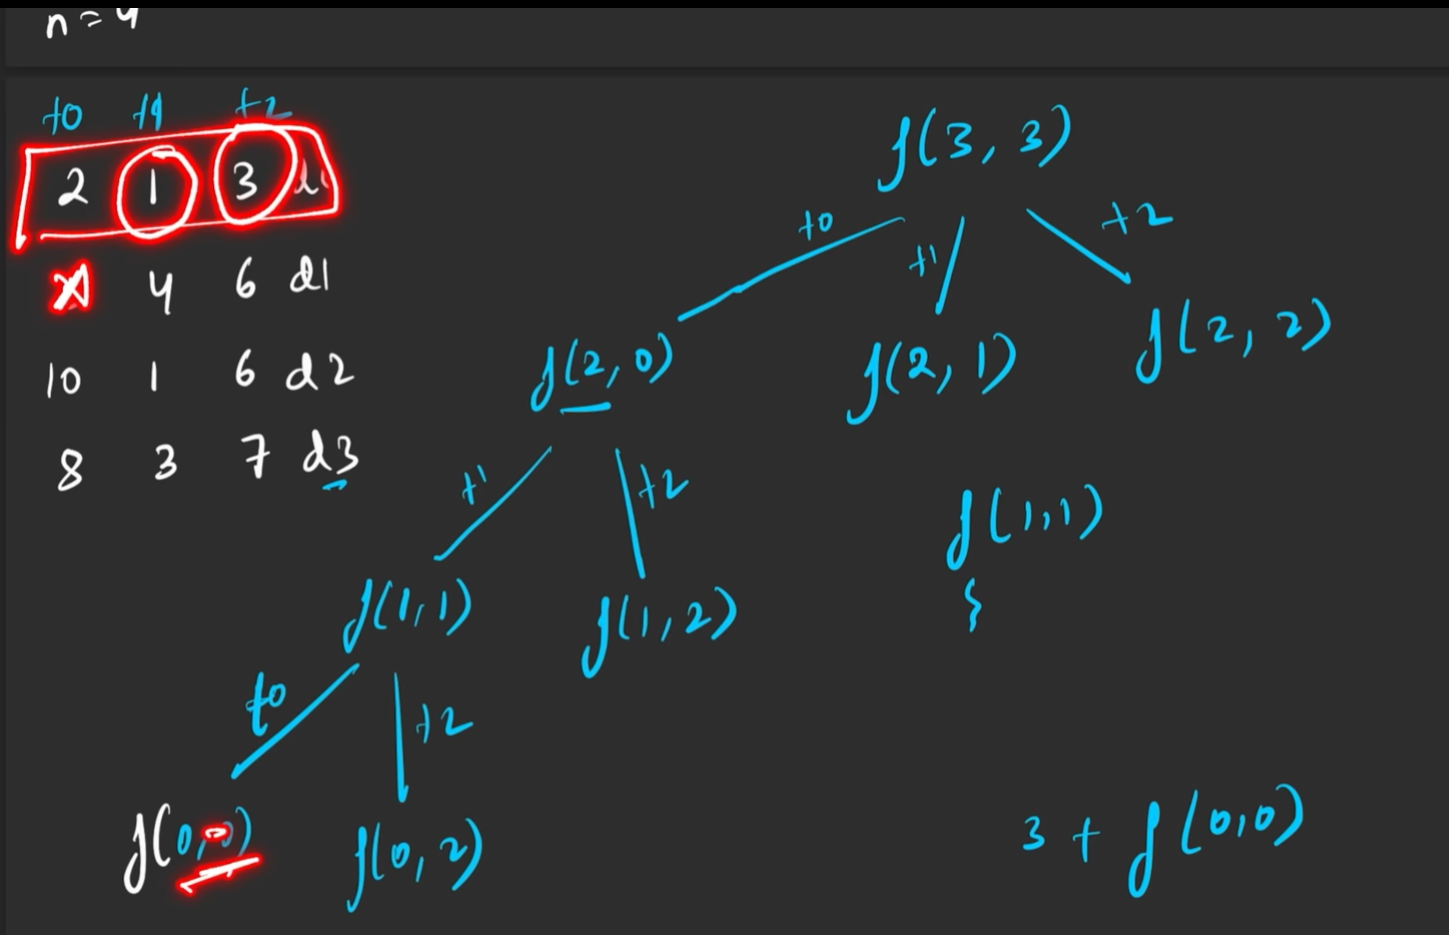 n = 4
t0 t1 t2
2 1 3
4 6 d1
10 1 6 d2
8 3 7 d3
f(3, 3)
t0 t1 t2
f(2, 0) f(2, 1) f(2, 2)
t1 t2
f(1, 1) f(1, 2)
f(1,1)
t0 t2
f(0, 0) f(0, 2)
3 + f(0,0)